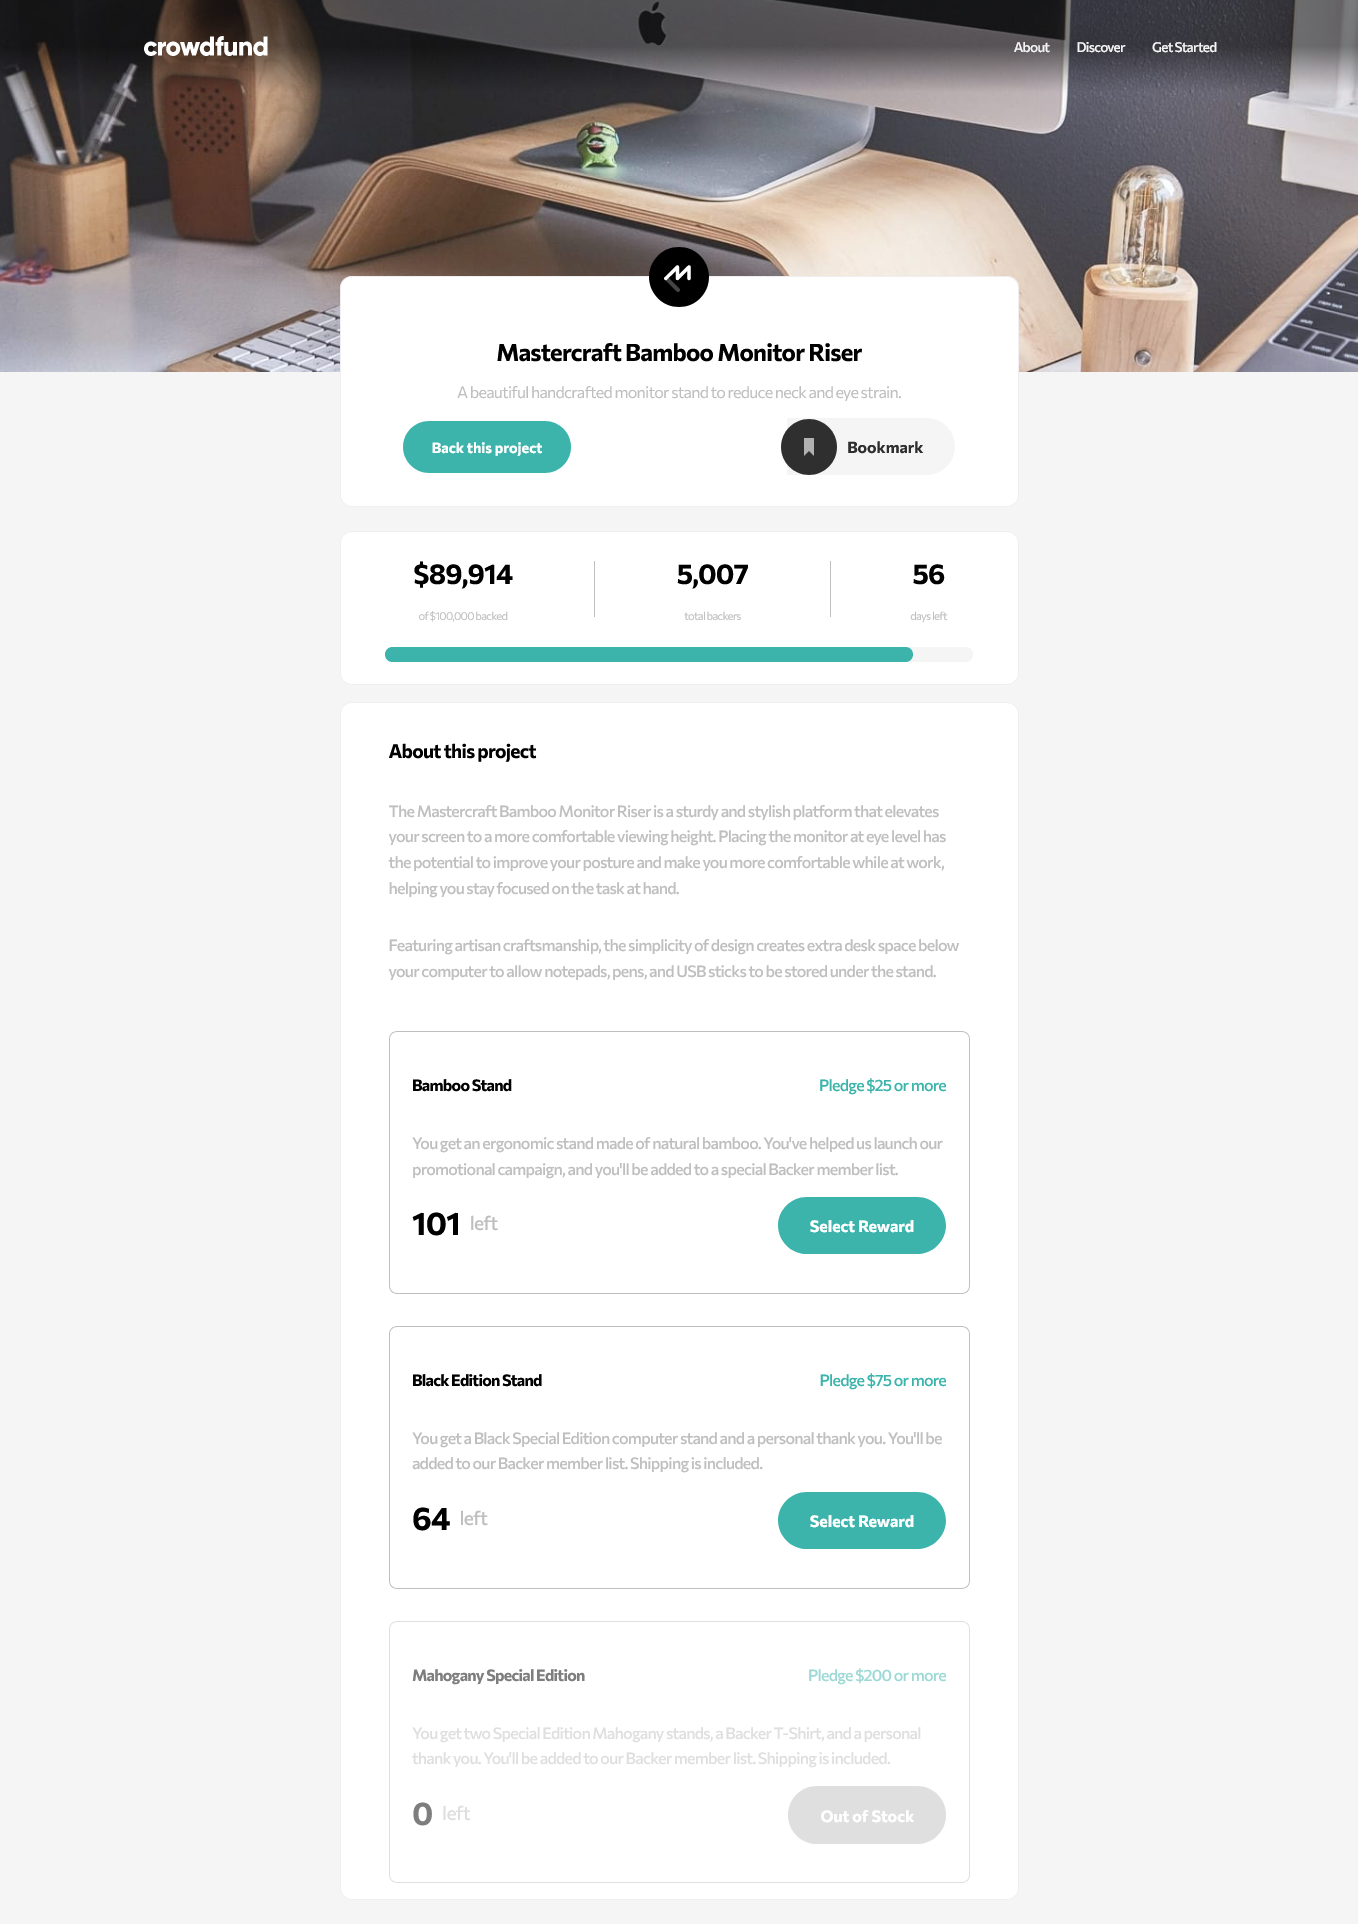 crowdfund
About Discover Get Started
Mastercraft Bamboo Monitor Riser
A beautiful handcrafted monitor stand to reduce neck and eye strain.
Back this project
Bookmark
$89,914
of $100,000 backed
5,007
total backers
56
days left
About this project
The Mastercraft Bamboo Monitor Riser is a sturdy and stylish platform that elevates
your screen to a more comfortable viewing height. Placing the monitor at eye level has
the potential to improve your posture and make you more comfortable while at work,
helping you stay focused on the task at hand.
Featuring artisan craftsmanship, the simplicity of design creates extra desk space below
your computer to allow notepads, pens, and USB sticks to be stored under the stand.
Bamboo Stand
Pledge $25 or more
You get an ergonomic stand made of natural bamboo. You've helped us launch our
promotional campaign, and you'll be added to a special Backer member list.
101 left
Select Reward
Black Edition Stand
Pledge $75 or more
You get a Black Special Edition computer stand and a personal thank you. You'll be
added to our Backer member list. Shipping is included.
64 left
Select Reward
Mahogany Special Edition
Pledge $200 or more
You get two Special Edition Mahogany stands, a Backer T-Shirt, and a personal
thank you. You'll be added to our Backer member list. Shipping is included.
0 left
Out of Stock